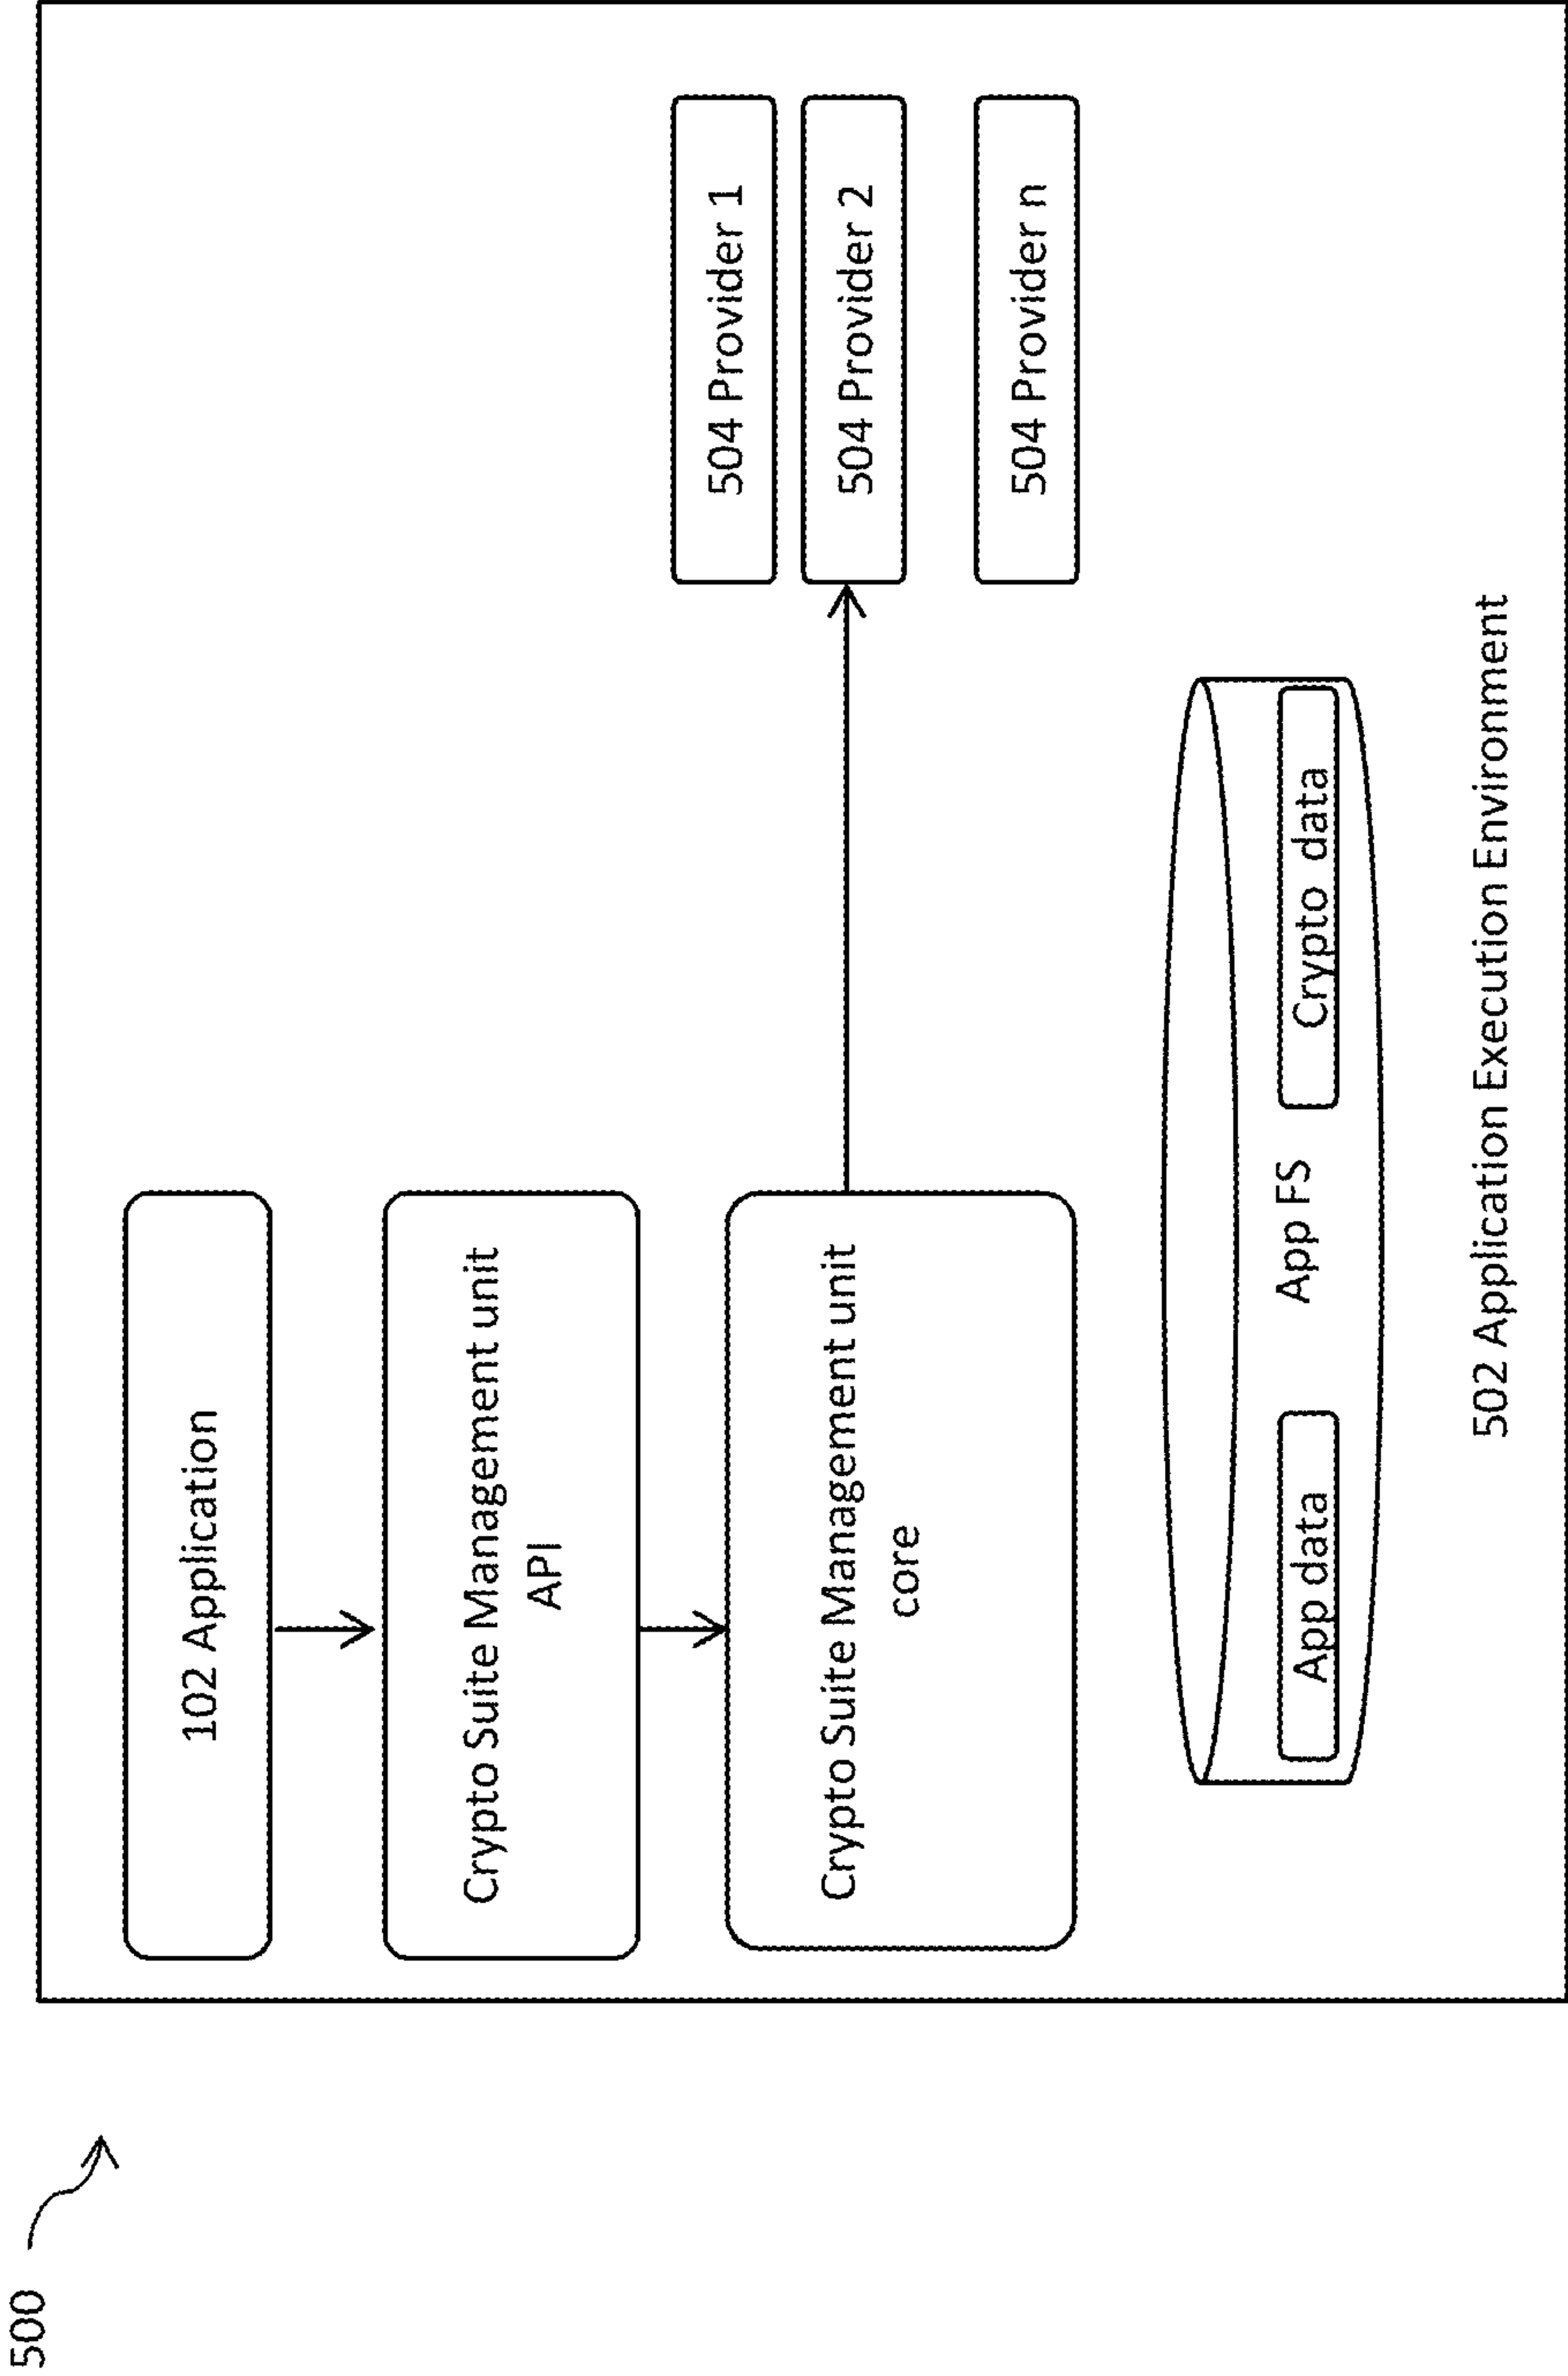 500
102 Application
Crypto Suite Management unit
API
Crypto Suite Management unit
core
504 Provider 1
504 Provider 2
504 Provider n
App data
App FS
Crypto data
502 Application Execution Environment